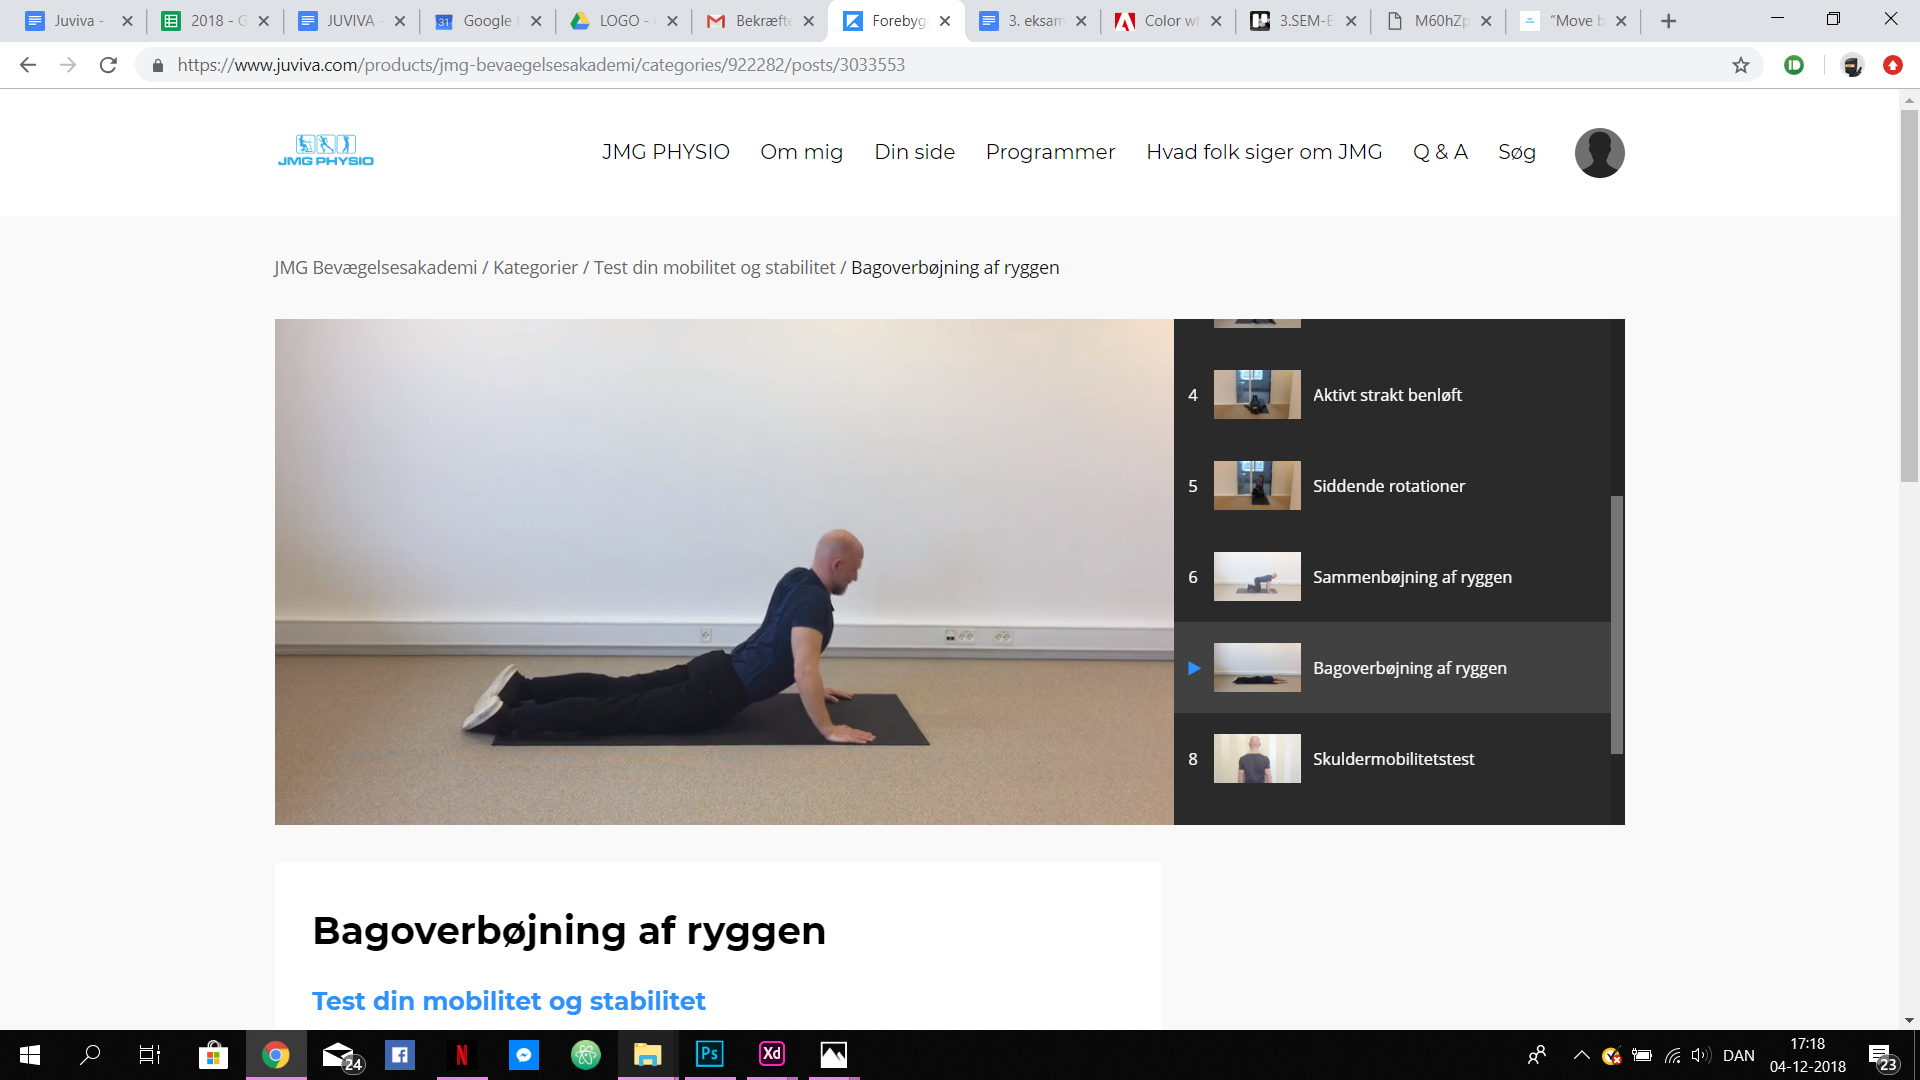 Juviva -
2018 - G
JUVIVA -
Google
LOGO -
Bekræfte
Forebyg
3. eksam
Color w
3.SEM-E
M60hZp
"Move b
https://www.juviva.com/products/jmg-bevaegelsesakademi/categories/922282/posts/3033553
JMG PHYSIO
JMG PHYSIO
Om mig
Din side
Programmer
Hvad folk siger om JMG
Q & A
Søg
JMG Bevægelsesakademi / Kategorier / Test din mobilitet og stabilitet / Bagoverbøjning af ryggen
4 Aktivt strakt benløft
5 Siddende rotationer
6 Sammenbøjning af ryggen
Bagoverbøjning af ryggen
8 Skuldermobilitetstest
Bagoverbøjning af ryggen
Test din mobilitet og stabilitet
24
N
Ps
Xd
DAN
17:18
04-12-2018
23